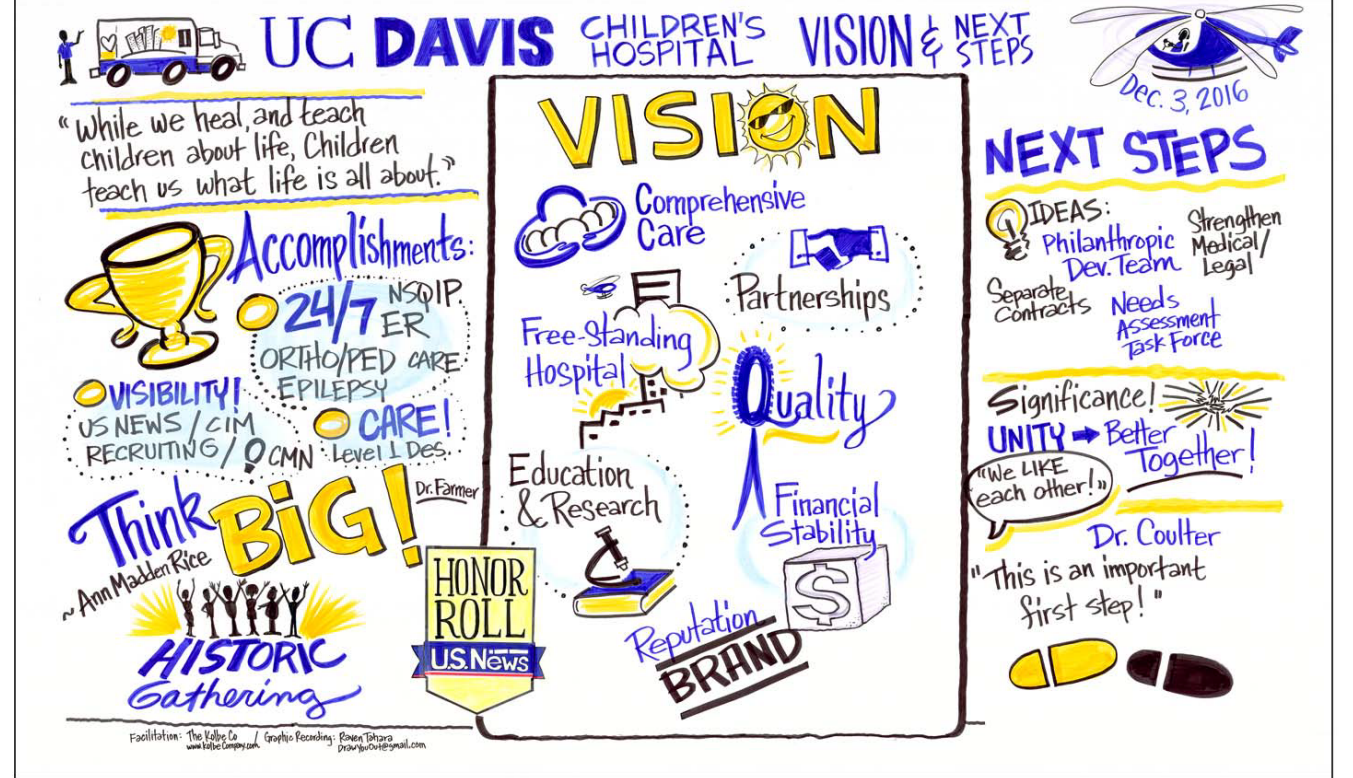 UC DAVIS CHILDREN'S HOSPITAL VISION & NEXT STEPS
Dec. 3, 2016
"While we heal, and teach
children about life, Children
teach us what life is all about."
Accomplishments:
24/7 NSQIP
ER
ORTHO/PED CARE
EPILEPSY
VISIBILITY!
US NEWS / CIM
RECRUITING /
CMN
CARE!
Level 1 Des.
Think BiG!
Dr. Farmer
~ Ann Madden Rice
HISTORIC
Gathering
HONOR
ROLL
U.S. News
VISION
Comprehensive
Care
Partnerships
Free-Standing
Hospital
Quality
Education
& Research
Financial
Stability
$
Reputation
BRAND
NEXT STEPS
IDEAS:
Philanthropic
Dev. Team
Strengthen
Medical/
Legal
Separate
Contracts
Needs
Assessment
Task Force
Significance!
UNITY → Better
Together!
"We LIKE
each other!"
Dr. Coulter
"This is an important
first step!"
Facilitation: The Kolbe Co / Graphic Recording: Raven Tahara
www.kolbeCompany.com DrawYouOut@gmail.com